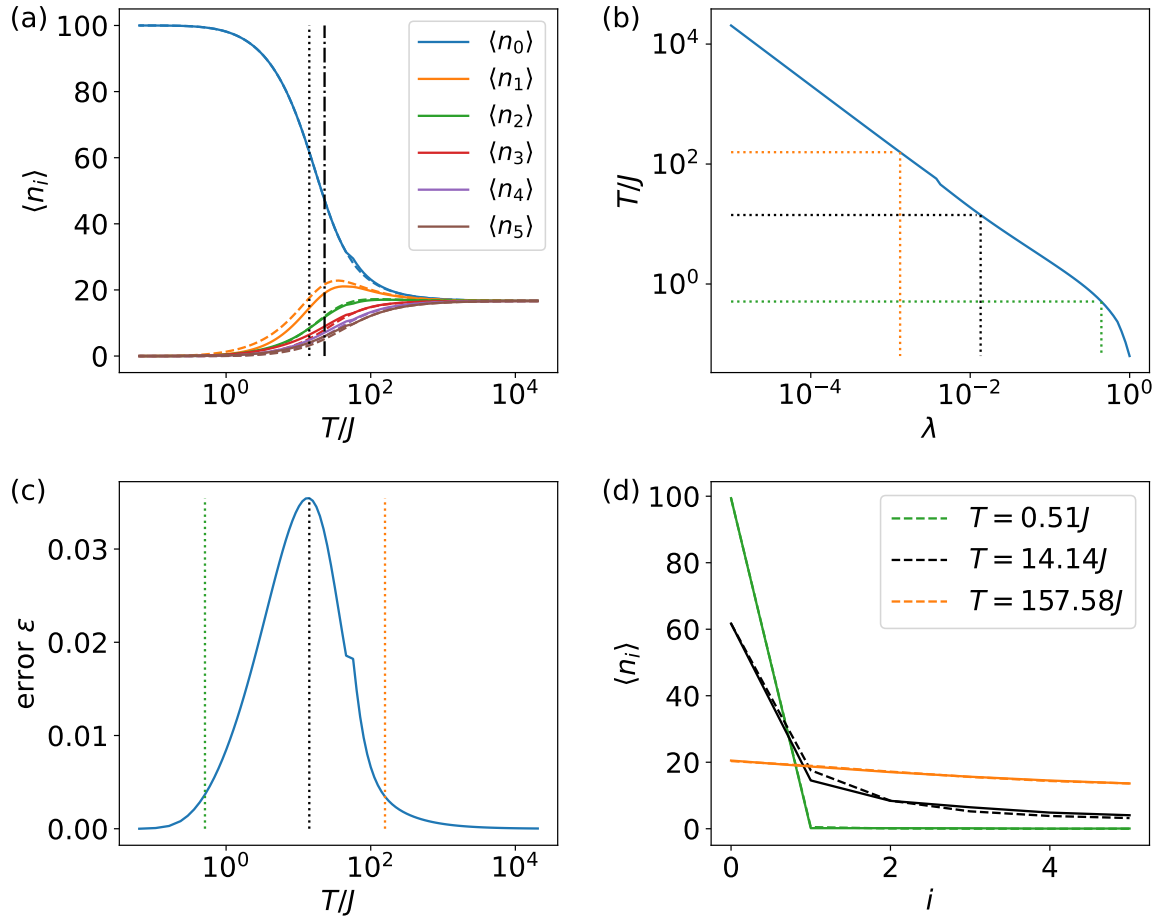 (a)
100
80
60
40
20
0
⟨n_i⟩
10^0
10^2
10^4
T/J
⟨n_0⟩
⟨n_1⟩
⟨n_2⟩
⟨n_3⟩
⟨n_4⟩
⟨n_5⟩
(b)
10^4
10^2
10^0
T/J
10^−4
10^−2
10^0
λ
(c)
0.03
0.02
0.01
0.00
error ε
10^0
10^2
10^4
T/J
(d)
100
80
60
40
20
0
⟨n_i⟩
0
2
4
i
T = 0.51J
T = 14.14J
T = 157.58J